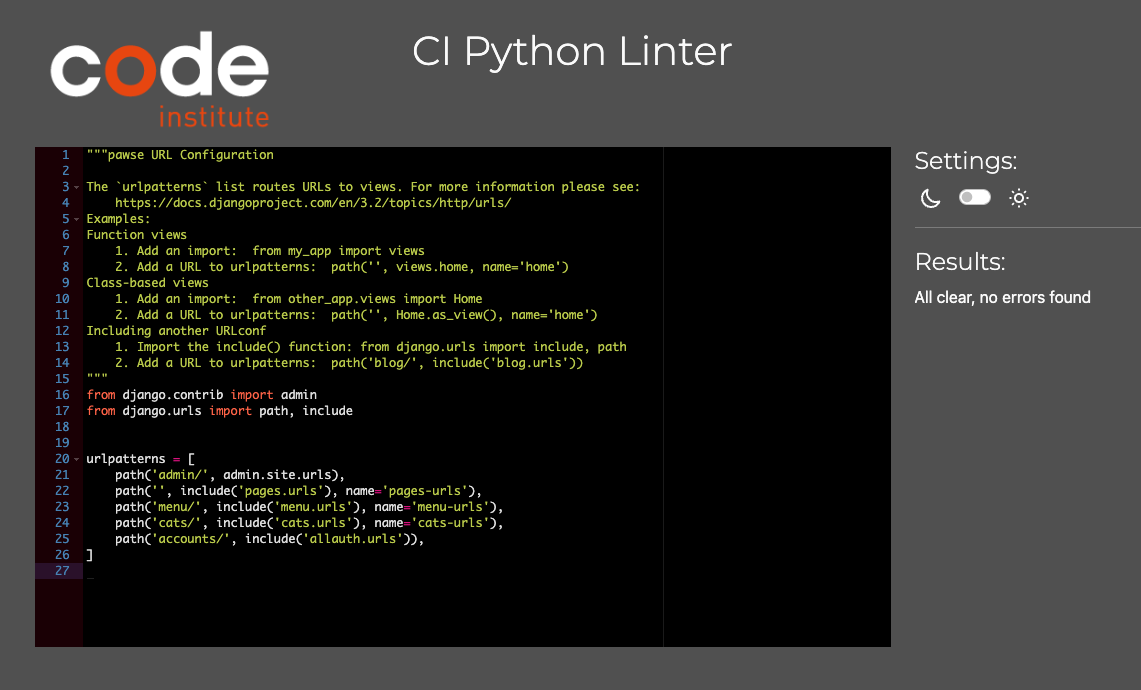 code
institute
CI Python Linter
1 """pawse URL Configuration
2
3 The `urlpatterns` list routes URLs to views. For more information please see:
4     https://docs.djangoproject.com/en/3.2/topics/http/urls/
5 Examples:
6 Function views
7     1. Add an import:  from my_app import views
8     2. Add a URL to urlpatterns:  path('', views.home, name='home')
9 Class-based views
10     1. Add an import:  from other_app.views import Home
11     2. Add a URL to urlpatterns:  path('', Home.as_view(), name='home')
12 Including another URLconf
13     1. Import the include() function: from django.urls import include, path
14     2. Add a URL to urlpatterns:  path('blog/', include('blog.urls'))
15 """
16 from django.contrib import admin
17 from django.urls import path, include
18
19
20 urlpatterns = [
21     path('admin/', admin.site.urls),
22     path('', include('pages.urls'), name='pages-urls'),
23     path('menu/', include('menu.urls'), name='menu-urls'),
24     path('cats/', include('cats.urls'), name='cats-urls'),
25     path('accounts/', include('allauth.urls')),
26 ]
27
Settings:
Results:
All clear, no errors found